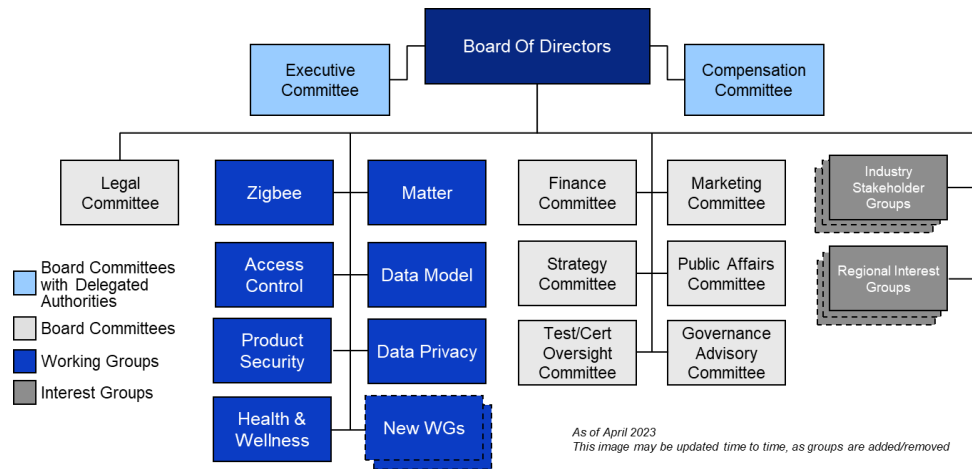 Board Of Directors
Executive
Committee
Compensation
Committee
Legal
Committee
Zigbee
Matter
Finance
Committee
Marketing
Committee
Industry
Stakeholder
Groups
Access
Control
Data Model
Strategy
Committee
Public Affairs
Committee
Regional Interest
Groups
Product
Security
Data Privacy
Test/Cert
Oversight
Committee
Governance
Advisory
Committee
Health &
Wellness
New WGs
Board Committees
with Delegated
Authorities
Board Committees
Working Groups
Interest Groups
As of April 2023
This image may be updated time to time, as groups are added/removed